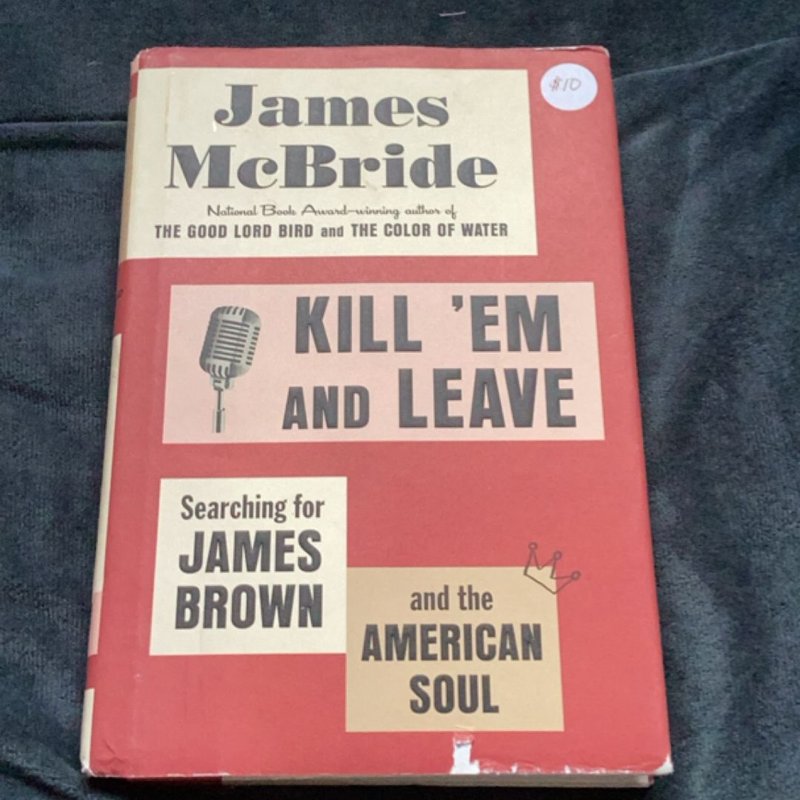 $10
James
McBride
National Book Award-winning author of
THE GOOD LORD BIRD and THE COLOR OF WATER
KILL 'EM
AND LEAVE
Searching for
JAMES
BROWN
and the
AMERICAN
SOUL